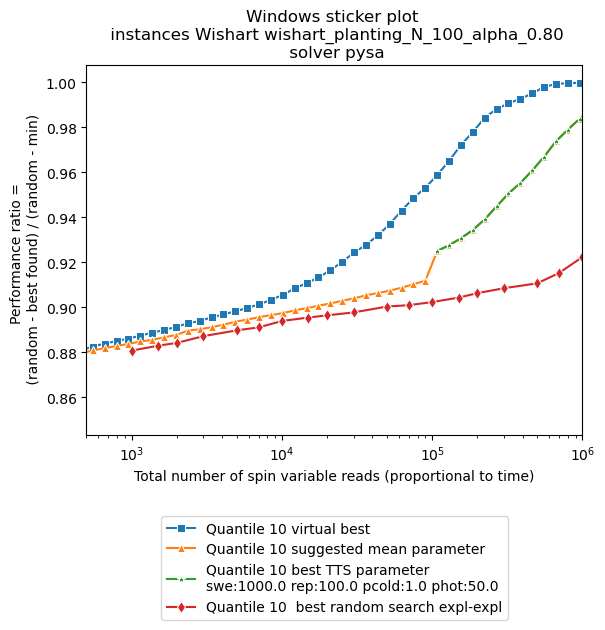 Windows sticker plot
instances Wishart wishart_planting_N_100_alpha_0.80
solver pysa
Performance ratio =
(random - best found) / (random - min)
1.00
0.98
0.96
0.94
0.92
0.90
0.88
0.86
10³
10⁴
10⁵
10⁶
Total number of spin variable reads (proportional to time)
Quantile 10 virtual best
Quantile 10 suggested mean parameter
Quantile 10 best TTS parameter
swe:1000.0 rep:100.0 pcold:1.0 phot:50.0
Quantile 10  best random search expl-expl